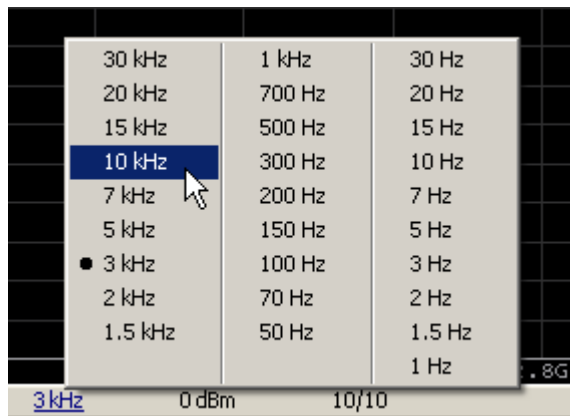 30 kHz 1 kHz 30 Hz
20 kHz 700 Hz 20 Hz
15 kHz 500 Hz 15 Hz
10 kHz 300 Hz 10 Hz
7 kHz 200 Hz 7 Hz
5 kHz 150 Hz 5 Hz
3 kHz 100 Hz 3 Hz
2 kHz 70 Hz 2 Hz
1.5 kHz 50 Hz 1.5 Hz
1 Hz
.8G
3 kHz 0 dBm 10/10